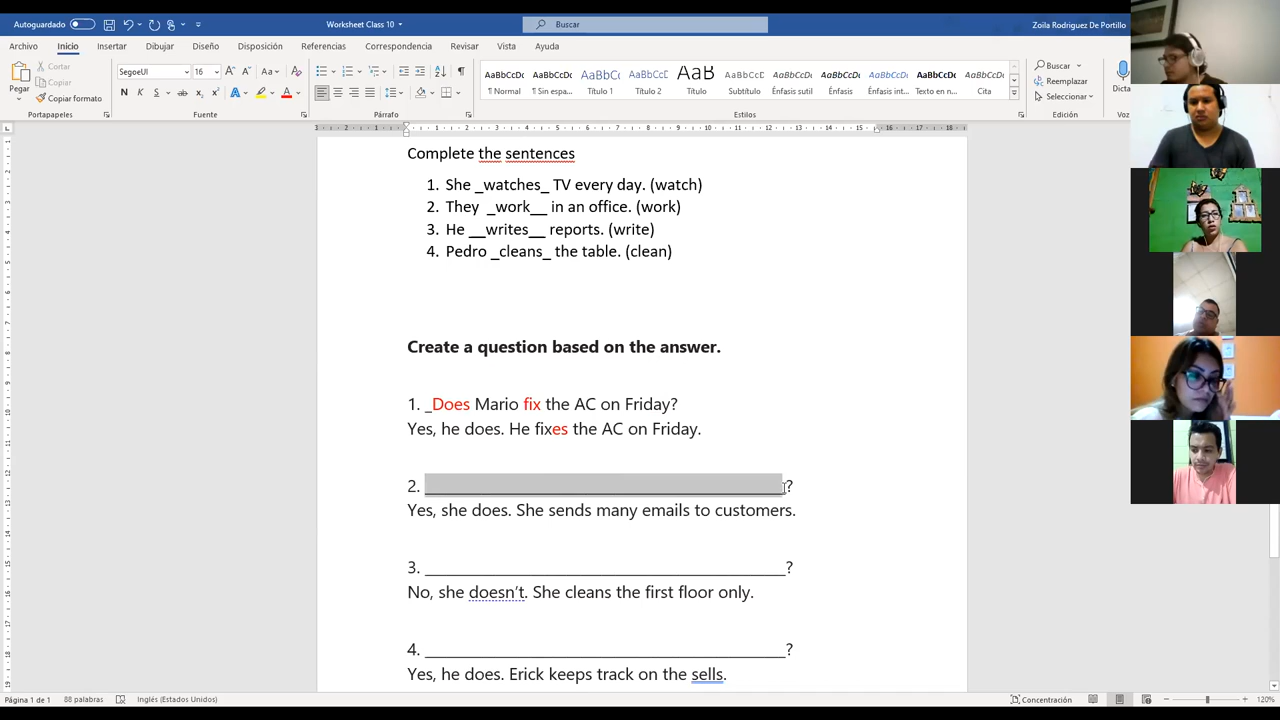 Autoguardado
Worksheet Class 10
Buscar
Zoila Rodriguez De Portillo
Archivo Inicio Insertar Dibujar Diseño Disposición Referencias Correspondencia Revisar Vista Ayuda
Pegar
Cortar
Copiar
Copiar formato
Portapapeles
SegoeUI 16
N K S
Fuente
Párrafo
AaBbCcDc AaBbCcDc AaBbCc AaBbCcD AaB AaBbCcD AaBbCcDc AaBbCcDc AaBbCcDc AaBbCcDc AaBbCcDc
¶ Normal ¶ Sin espa... Título 1 Título 2 Título Subtítulo Énfasis sutil Énfasis Énfasis int... Texto en n... Cita
Estilos
Buscar
Reemplazar
Seleccionar
Edición
Dicta
Voz
Complete the sentences
1. She _watches_ TV every day. (watch)
2. They _work__ in an office. (work)
3. He __writes__ reports. (write)
4. Pedro _cleans_ the table. (clean)
Create a question based on the answer.
1. _Does Mario fix the AC on Friday?
Yes, he does. He fixes the AC on Friday.
2. ______________________________________?
Yes, she does. She sends many emails to customers.
3. ______________________________________?
No, she doesn't. She cleans the first floor only.
4. ______________________________________?
Yes, he does. Erick keeps track on the sells.
Página 1 de 1 88 palabras Inglés (Estados Unidos) Concentración 120%